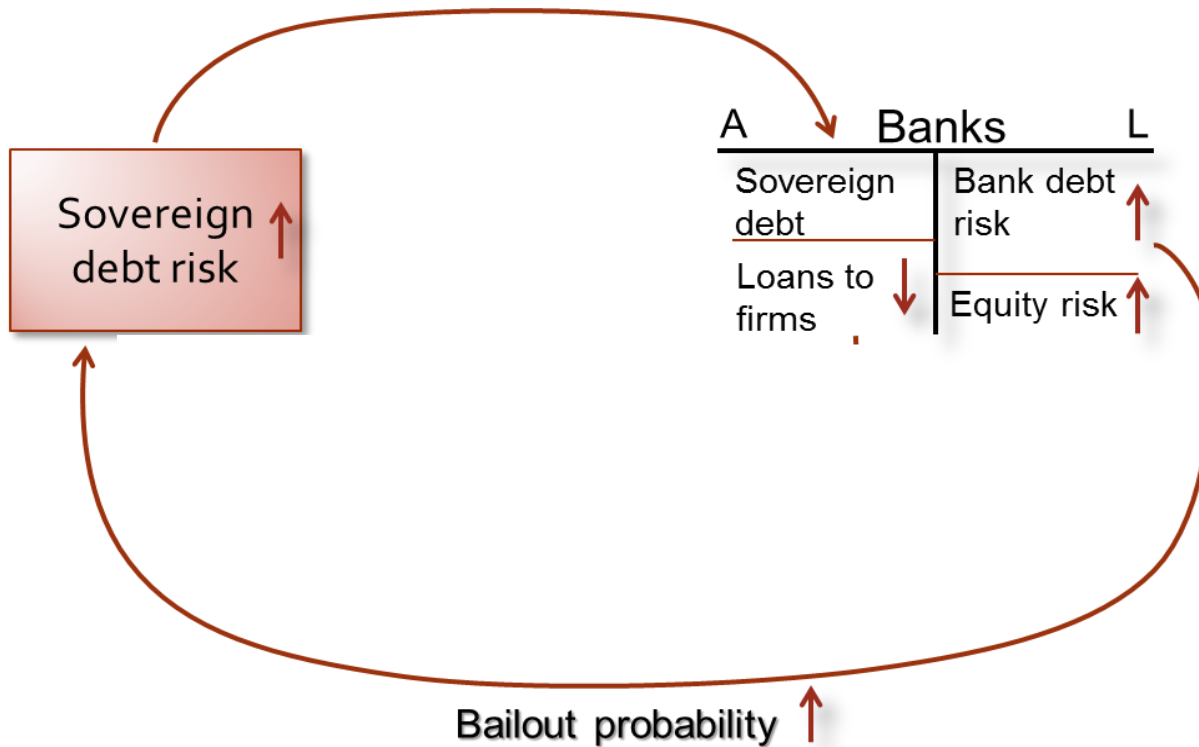 A Banks L
Sovereign
debt
Bank debt
risk
Sovereign
debt risk
Loans to
firms
Equity risk
Bailout probability